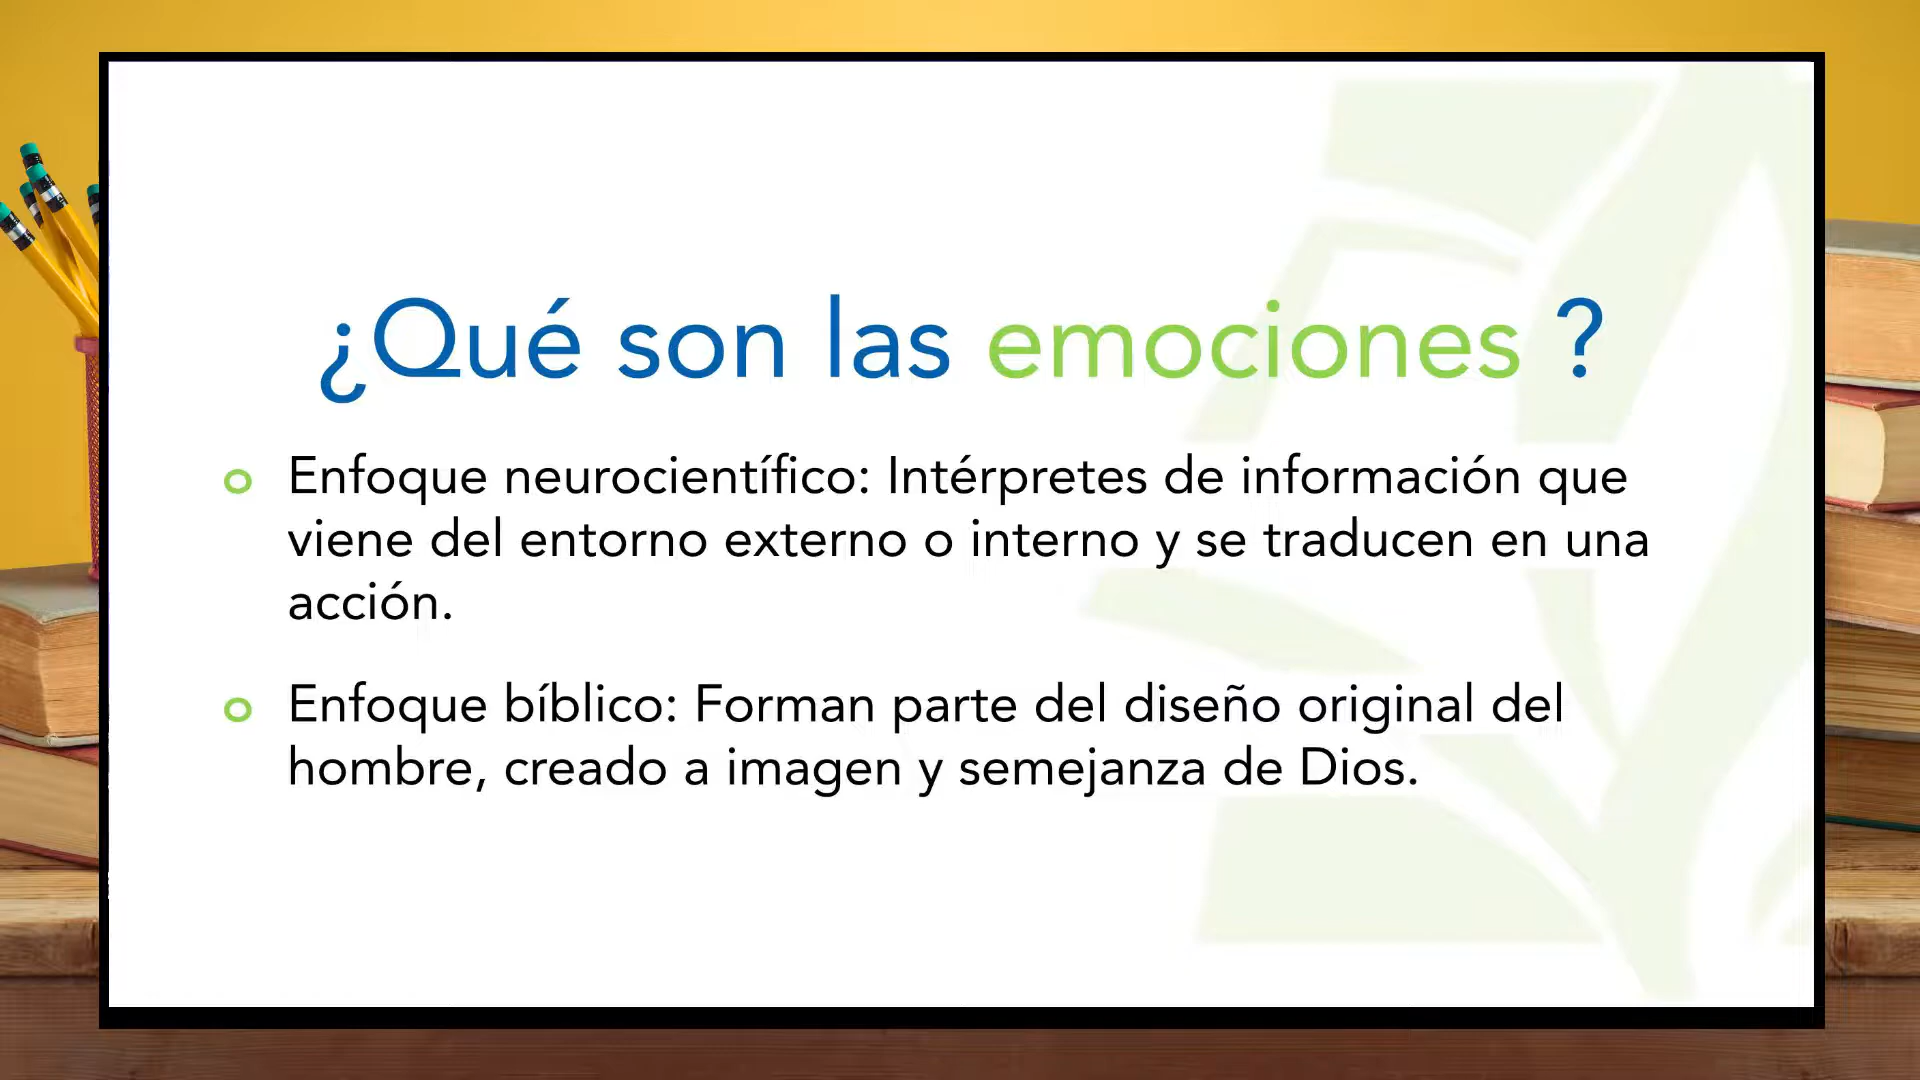 ¿Qué son las emociones ?
Enfoque neurocientífico: Intérpretes de información que
viene del entorno externo o interno y se traducen en una
acción.
Enfoque bíblico: Forman parte del diseño original del
hombre, creado a imagen y semejanza de Dios.